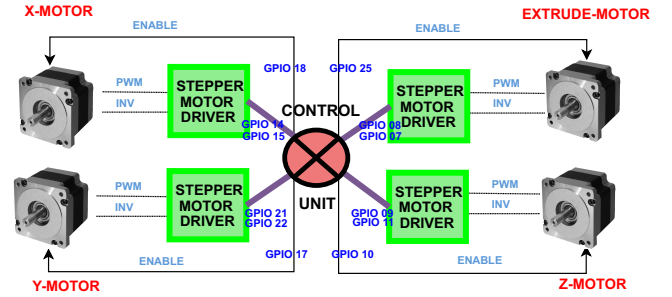 X-MOTOR
EXTRUDE-MOTOR
ENABLE
ENABLE
GPIO 18
GPIO 25
PWM
INV
STEPPER
MOTOR
DRIVER
CONTROL
STEPPER
MOTOR
DRIVER
PWM
INV
GPIO 14
GPIO 15
GPIO 08
GPIO 07
PWM
INV
STEPPER
MOTOR
DRIVER
UNIT
STEPPER
MOTOR
DRIVER
PWM
INV
GPIO 21
GPIO 22
GPIO 09
GPIO 11
GPIO 17
GPIO 10
ENABLE
ENABLE
Y-MOTOR
Z-MOTOR